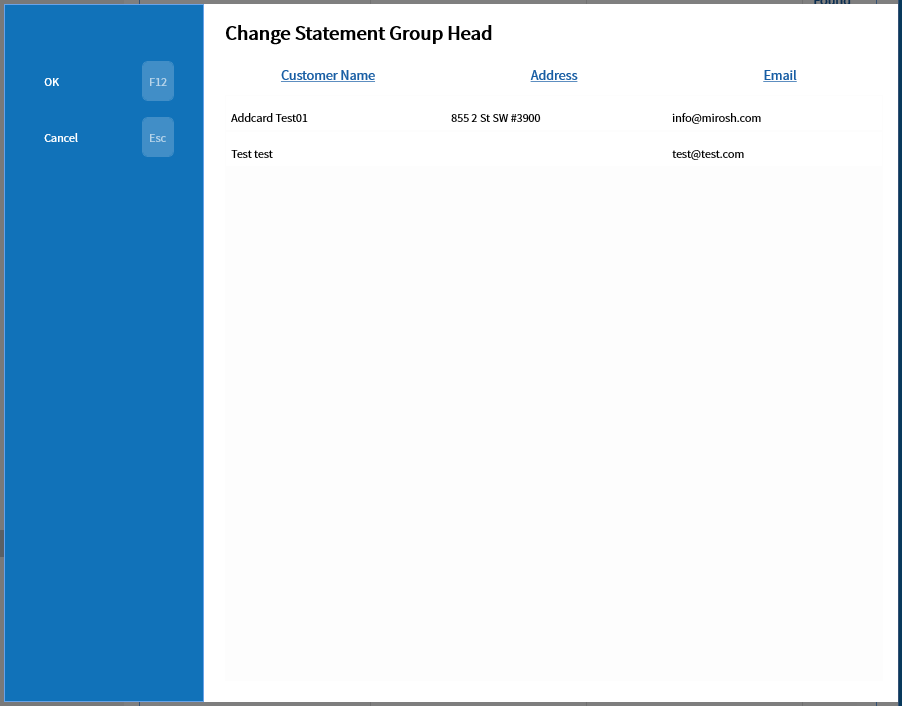 Change Statement Group Head
OK F12
Cancel Esc
Customer Name Address Email
Addcard Test01 855 2 St SW #3900 info@mirosh.com
Test test test@test.com